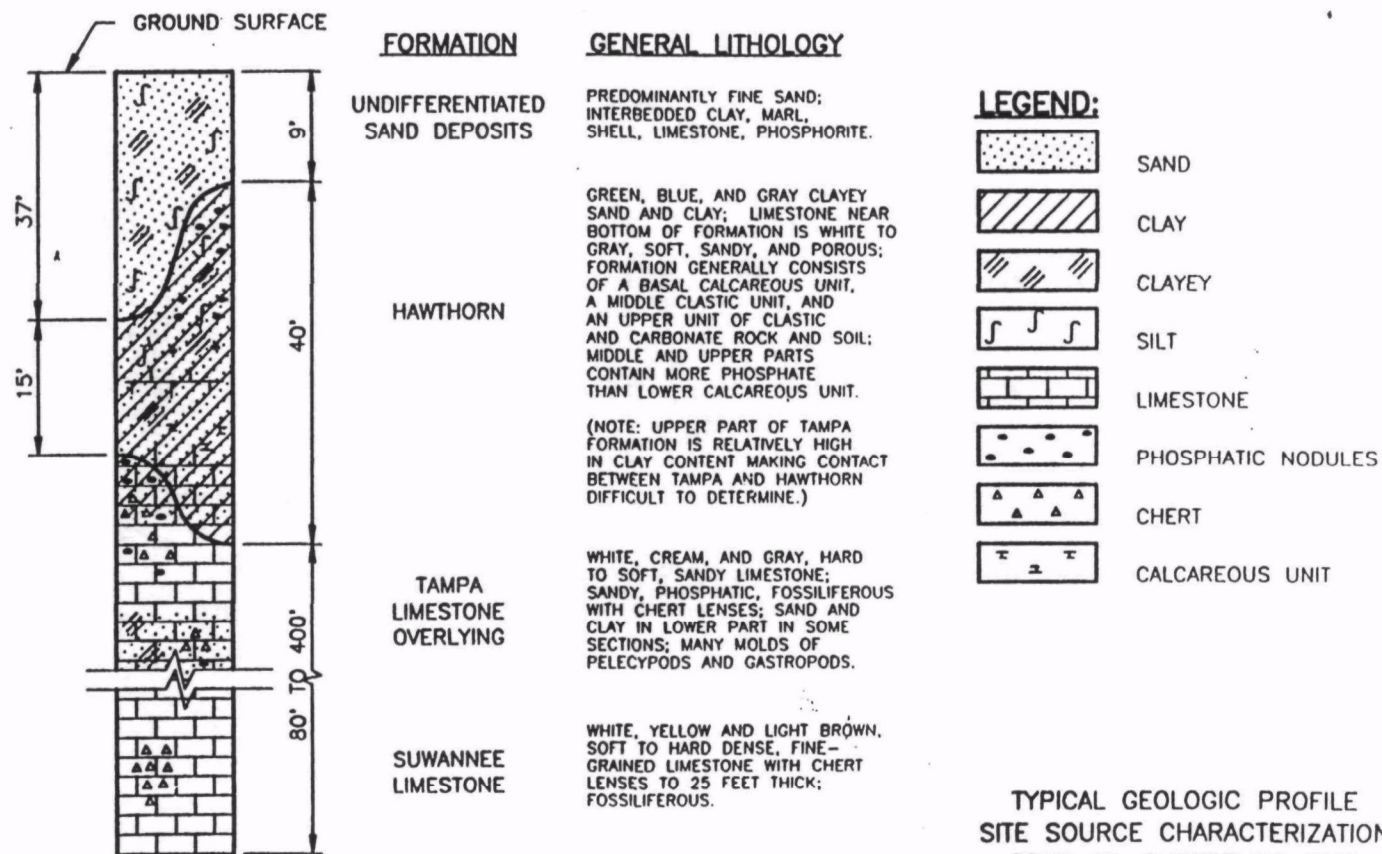 GROUND SURFACE
FORMATION
GENERAL LITHOLOGY
UNDIFFERENTIATED
SAND DEPOSITS
PREDOMINANTLY FINE SAND;
INTERBEDDED CLAY, MARL,
SHELL, LIMESTONE, PHOSPHORITE.
9'
37'
15'
40'
80' TO 400'
HAWTHORN
GREEN, BLUE, AND GRAY CLAYEY
SAND AND CLAY; LIMESTONE NEAR
BOTTOM OF FORMATION IS WHITE TO
GRAY, SOFT, SANDY, AND POROUS;
FORMATION GENERALLY CONSISTS
OF A BASAL CALCAREOUS UNIT,
A MIDDLE CLASTIC UNIT, AND
AN UPPER UNIT OF CLASTIC
AND CARBONATE ROCK AND SOIL;
MIDDLE AND UPPER PARTS
CONTAIN MORE PHOSPHATE
THAN LOWER CALCAREOUS UNIT.
(NOTE: UPPER PART OF TAMPA
FORMATION IS RELATIVELY HIGH
IN CLAY CONTENT MAKING CONTACT
BETWEEN TAMPA AND HAWTHORN
DIFFICULT TO DETERMINE.)
TAMPA
LIMESTONE
OVERLYING
WHITE, CREAM, AND GRAY, HARD
TO SOFT, SANDY LIMESTONE;
SANDY, PHOSPHATIC, FOSSILIFEROUS
WITH CHERT LENSES; SAND AND
CLAY IN LOWER PART IN SOME
SECTIONS; MANY MOLDS OF
PELECYPODS AND GASTROPODS.
SUWANNEE
LIMESTONE
WHITE, YELLOW AND LIGHT BROWN,
SOFT TO HARD DENSE, FINE-
GRAINED LIMESTONE WITH CHERT
LENSES TO 25 FEET THICK;
FOSSILIFEROUS.
LEGEND:
SAND
CLAY
CLAYEY
SILT
LIMESTONE
PHOSPHATIC NODULES
CHERT
CALCAREOUS UNIT
TYPICAL GEOLOGIC PROFILE
SITE SOURCE CHARACTERIZATION